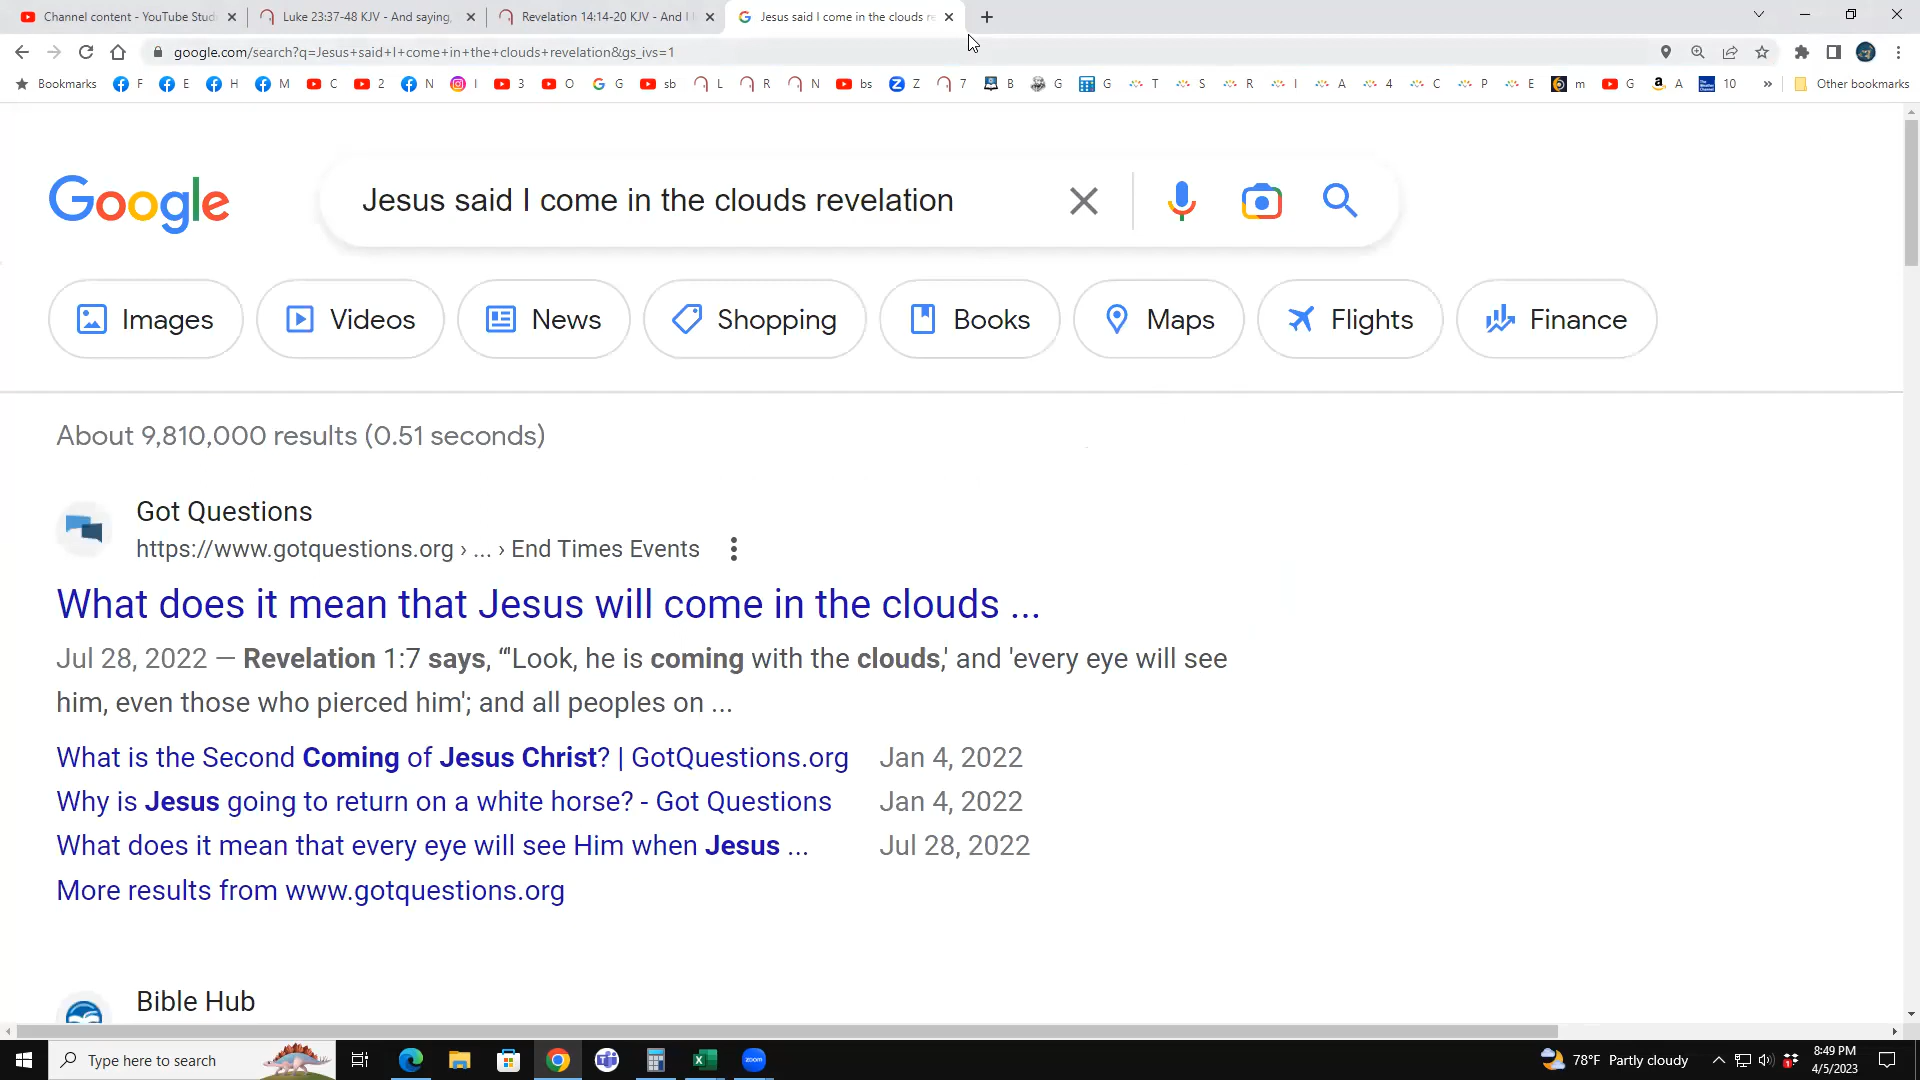 Channel content - YouTube Stud
Luke 23:37-48 KJV - And saying,
Revelation 14:14-20 KJV - And I l
Jesus said I come in the clouds re
google.com/search?q=Jesus+said+I+come+in+the+clouds+revelation&gs_ivs=1
Bookmarks F E H M C 2 N I 3 O G sb L R N bs Z 7 B G G T S R I A 4 C P E m G A 10 » Other bookmarks
Google
Jesus said I come in the clouds revelation
Images
Videos
News
Shopping
Books
Maps
Flights
Finance
About 9,810,000 results (0.51 seconds)
Got Questions
https://www.gotquestions.org › ... › End Times Events
What does it mean that Jesus will come in the clouds ...
Jul 28, 2022 — Revelation 1:7 says, “'Look, he is coming with the clouds,' and 'every eye will see
him, even those who pierced him'; and all peoples on ...
What is the Second Coming of Jesus Christ? | GotQuestions.org Jan 4, 2022
Why is Jesus going to return on a white horse? - Got Questions Jan 4, 2022
What does it mean that every eye will see Him when Jesus ... Jul 28, 2022
More results from www.gotquestions.org
Bible Hub
Type here to search
zoom
78°F Partly cloudy
8:49 PM
4/5/2023